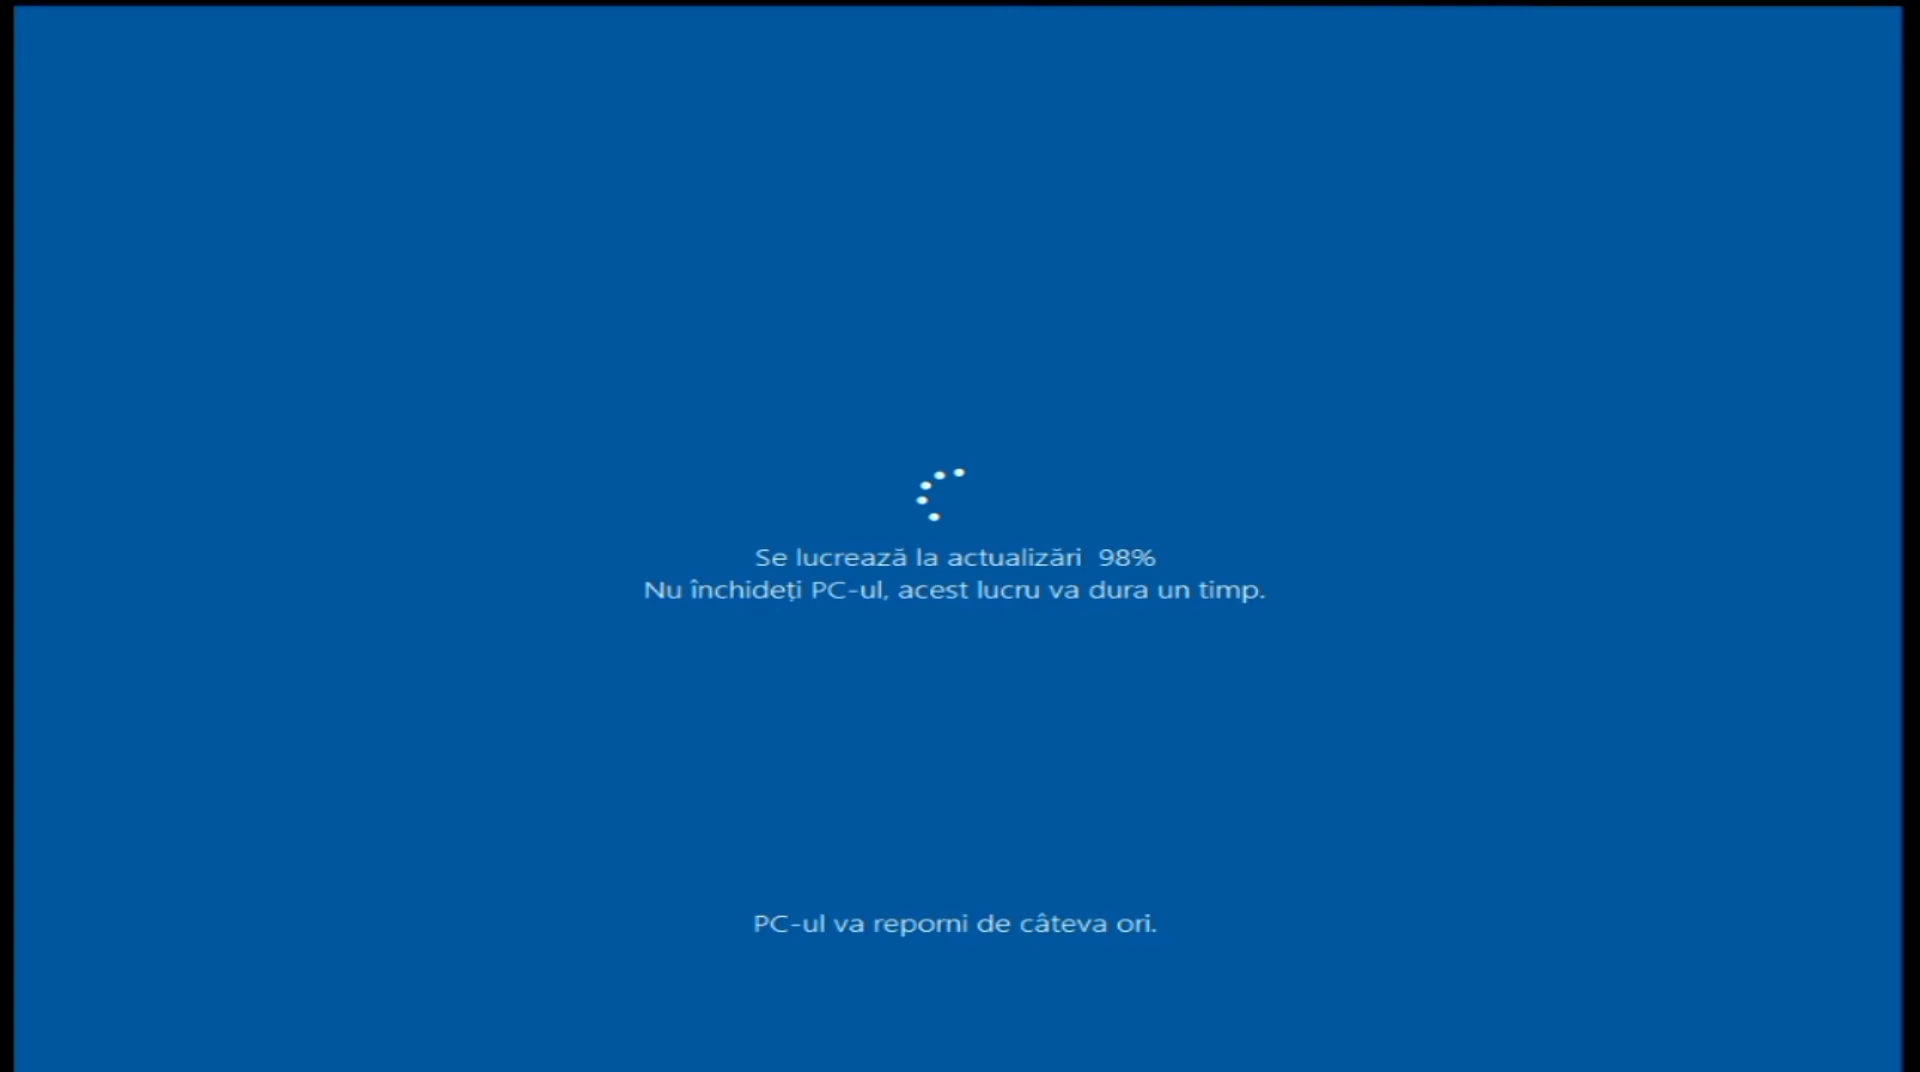 Se lucrează la actualizări 98%
Nu închideți PC-ul, acest lucru va dura un timp.
PC-ul va reporni de câteva ori.